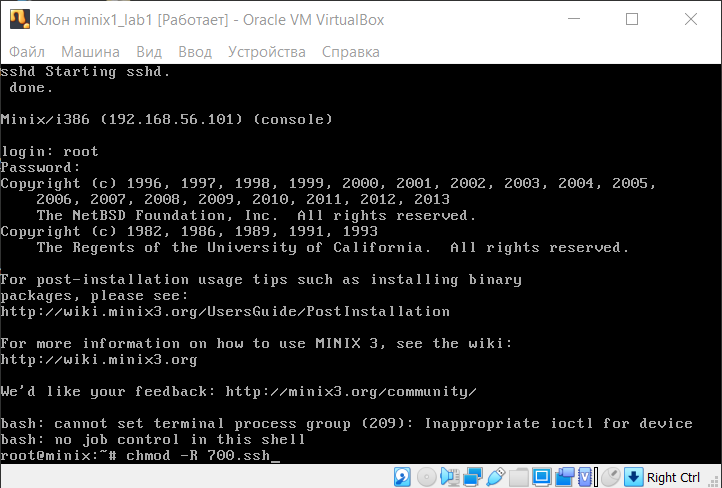 Клон minix1_lab1 [Работает] - Oracle VM VirtualBox
Файл Машина Вид Ввод Устройства Справка
sshd Starting sshd.
 done.
Minix/i386 (192.168.56.101) (console)
login: root
Password:
Copyright (c) 1996, 1997, 1998, 1999, 2000, 2001, 2002, 2003, 2004, 2005,
    2006, 2007, 2008, 2009, 2010, 2011, 2012, 2013
    The NetBSD Foundation, Inc.  All rights reserved.
Copyright (c) 1982, 1986, 1989, 1991, 1993
    The Regents of the University of California.  All rights reserved.
For post-installation usage tips such as installing binary
packages, please see:
http://wiki.minix3.org/UsersGuide/PostInstallation
For more information on how to use MINIX 3, see the wiki:
http://wiki.minix3.org
We'd like your feedback: http://minix3.org/community/
bash: cannot set terminal process group (209): Inappropriate ioctl for device
bash: no job control in this shell
root@minix:~# chmod -R 700.ssh_
Right Ctrl